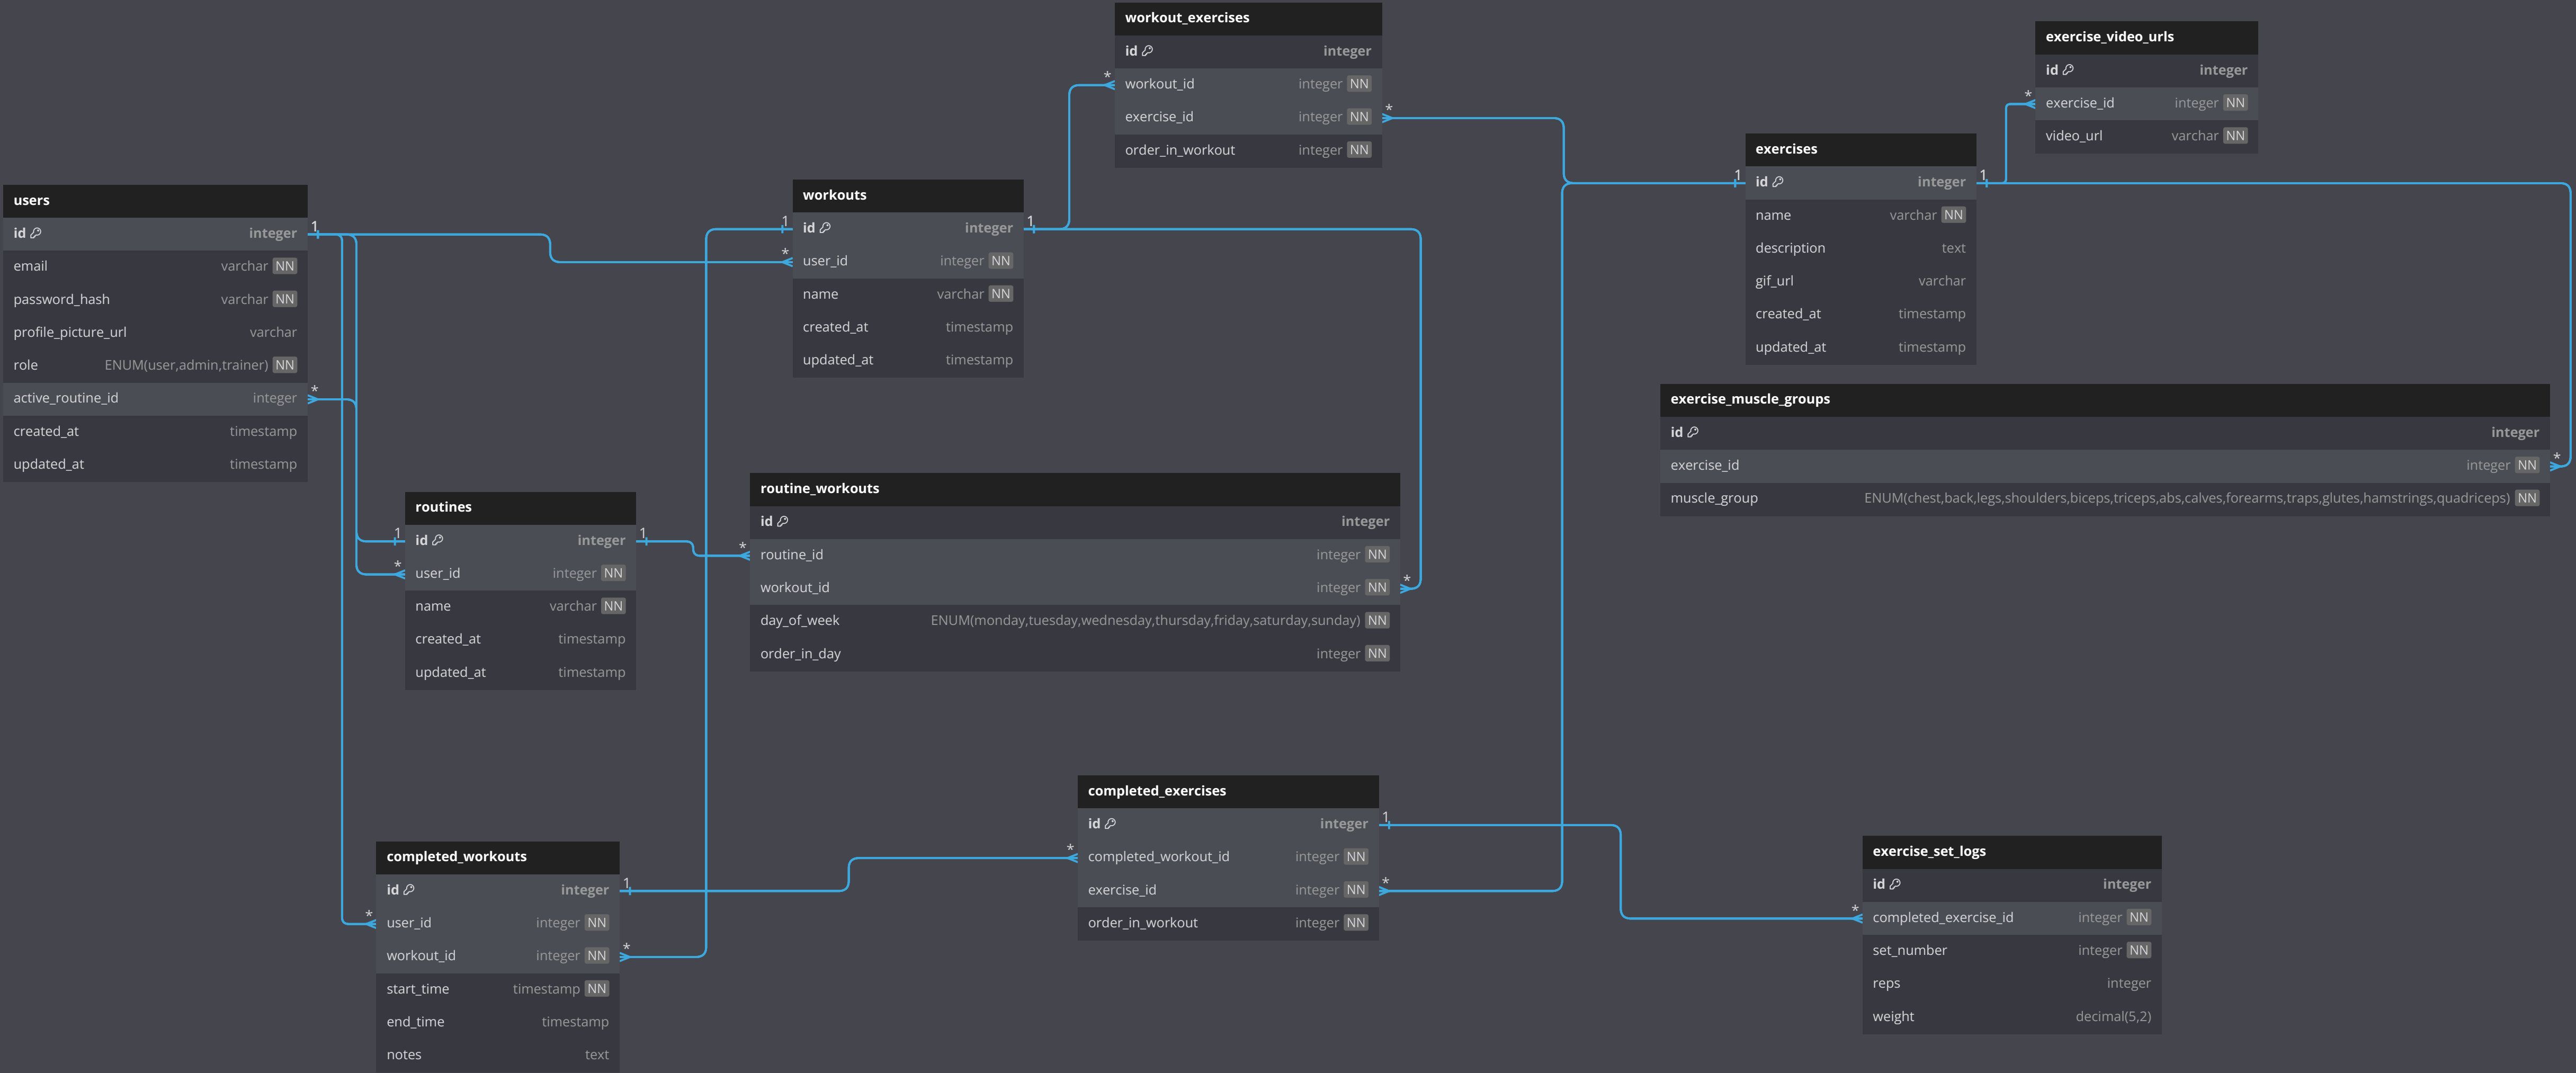 workout_exercises
id integer
workout_id integer NN
exercise_id integer NN
order_in_workout integer NN
exercise_video_urls
id integer
exercise_id integer NN
video_url varchar NN
exercises
id integer
name varchar NN
description text
gif_url varchar
created_at timestamp
updated_at timestamp
users
id integer
email varchar NN
password_hash varchar NN
profile_picture_url varchar
role ENUM(user,admin,trainer) NN
active_routine_id integer
created_at timestamp
updated_at timestamp
workouts
id integer
user_id integer NN
name varchar NN
created_at timestamp
updated_at timestamp
exercise_muscle_groups
id integer
exercise_id integer NN
muscle_group ENUM(chest,back,legs,shoulders,biceps,triceps,abs,calves,forearms,traps,glutes,hamstrings,quadriceps) NN
routines
id integer
user_id integer NN
name varchar NN
created_at timestamp
updated_at timestamp
routine_workouts
id integer
routine_id integer NN
workout_id integer NN
day_of_week ENUM(monday,tuesday,wednesday,thursday,friday,saturday,sunday) NN
order_in_day integer NN
completed_workouts
id integer
user_id integer NN
workout_id integer NN
start_time timestamp NN
end_time timestamp
notes text
completed_exercises
id integer
completed_workout_id integer NN
exercise_id integer NN
order_in_workout integer NN
exercise_set_logs
id integer
completed_exercise_id integer NN
set_number integer NN
reps integer
weight decimal(5,2)
1
*
1
*
1
*
1
*
1
*
1
*
1
*
1
*
*
1
*
*
*